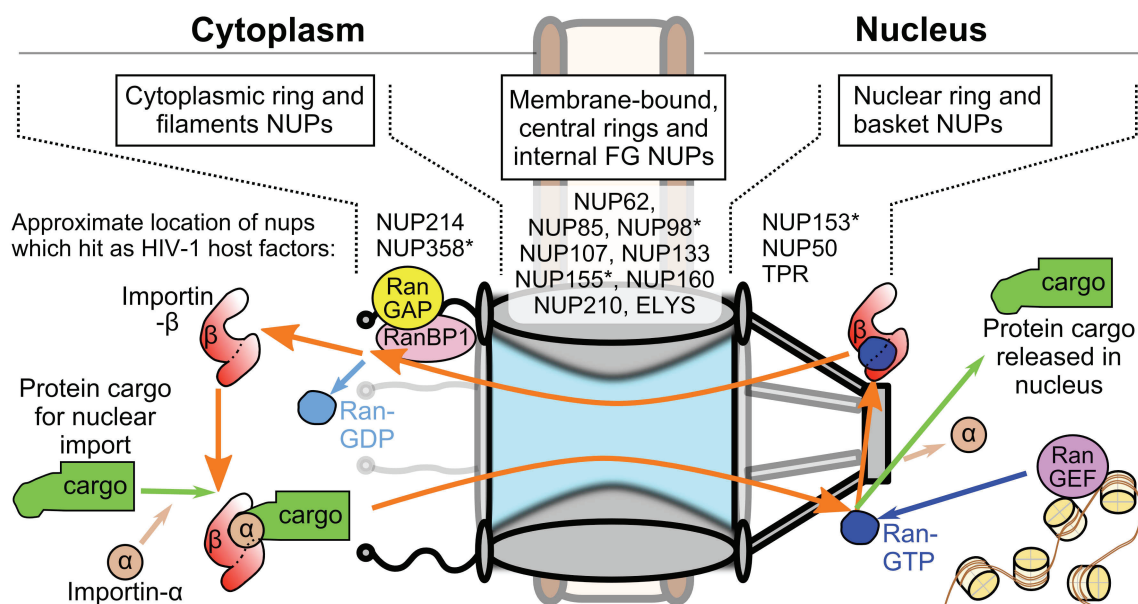 Cytoplasm
Nucleus
Cytoplasmic ring and
filaments NUPs
Membrane-bound,
central rings and
internal FG NUPs
Nuclear ring and
basket NUPs
Approximate location of nups
which hit as HIV-1 host factors:
NUP214
NUP358*
NUP62,
NUP85, NUP98*
NUP107, NUP133
NUP155*, NUP160
NUP210, ELYS
NUP153*
NUP50
TPR
Importin
-β
β
Ran
GAP
RanBP1
Ran-
GDP
β
cargo
Protein cargo
released in
nucleus
Protein cargo
for nuclear
import
cargo
α
Importin-α
β
α
cargo
α
Ran
GEF
Ran-
GTP